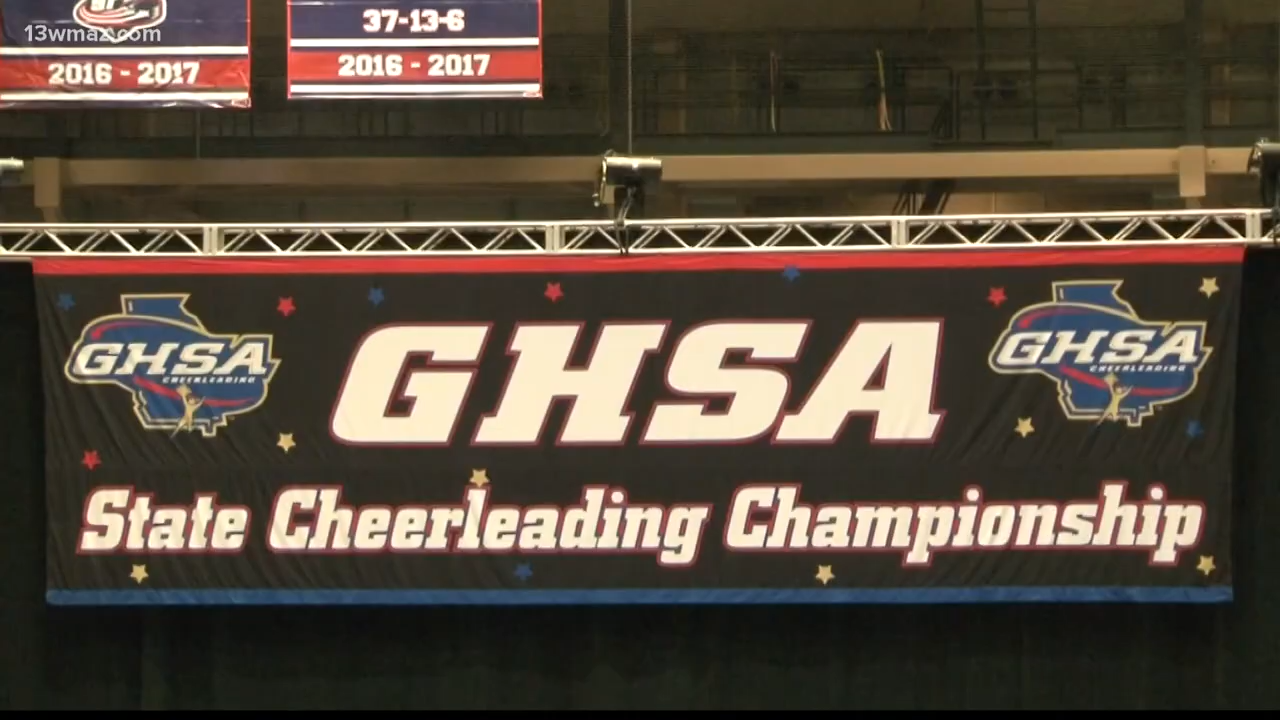 13wmaz.com
37-13-6
2016 - 2017
2016 - 2017
GHSA
CHEERLEADING
GHSA
GHSA
CHEERLEADING
State Cheerleading Championship